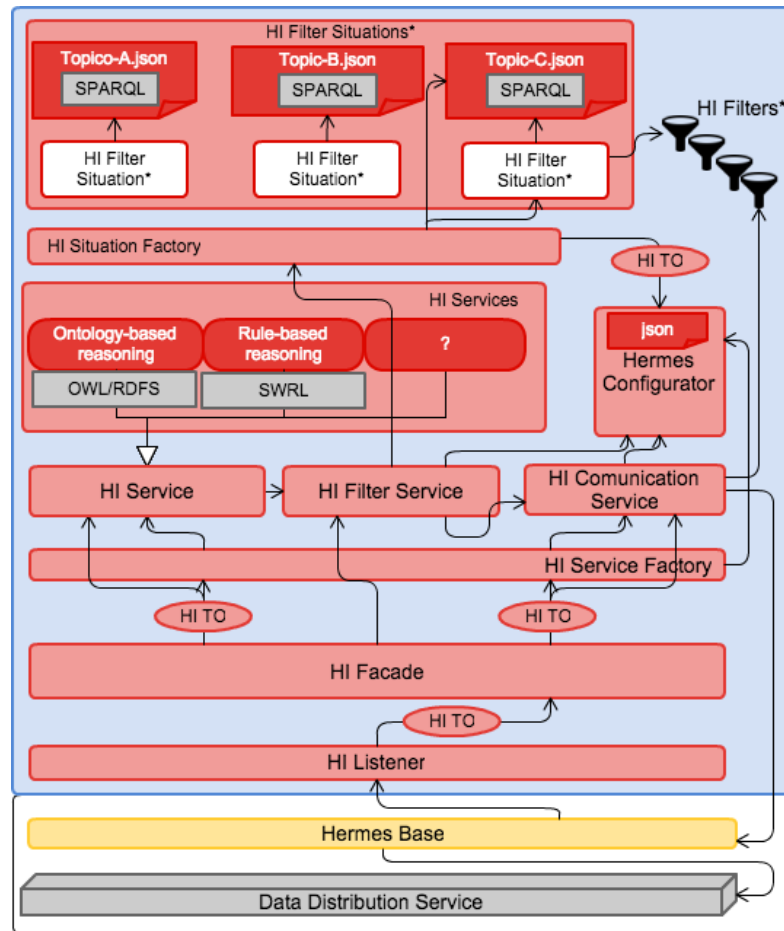 HI Filter Situations*
Topico-A.json
Topic-B.json
Topic-C.json
SPARQL
SPARQL
SPARQL
HI Filters*
HI Filter
Situation*
HI Filter
Situation*
HI Filter
Situation*
HI Situation Factory
HI TO
HI Services
Ontology-based
reasoning
Rule-based
reasoning
?
json
Hermes
Configurator
OWL/RDFS
SWRL
HI Service
HI Filter Service
HI Comunication
Service
HI Service Factory
HI TO
HI TO
HI Facade
HI TO
HI Listener
Hermes Base
Data Distribution Service